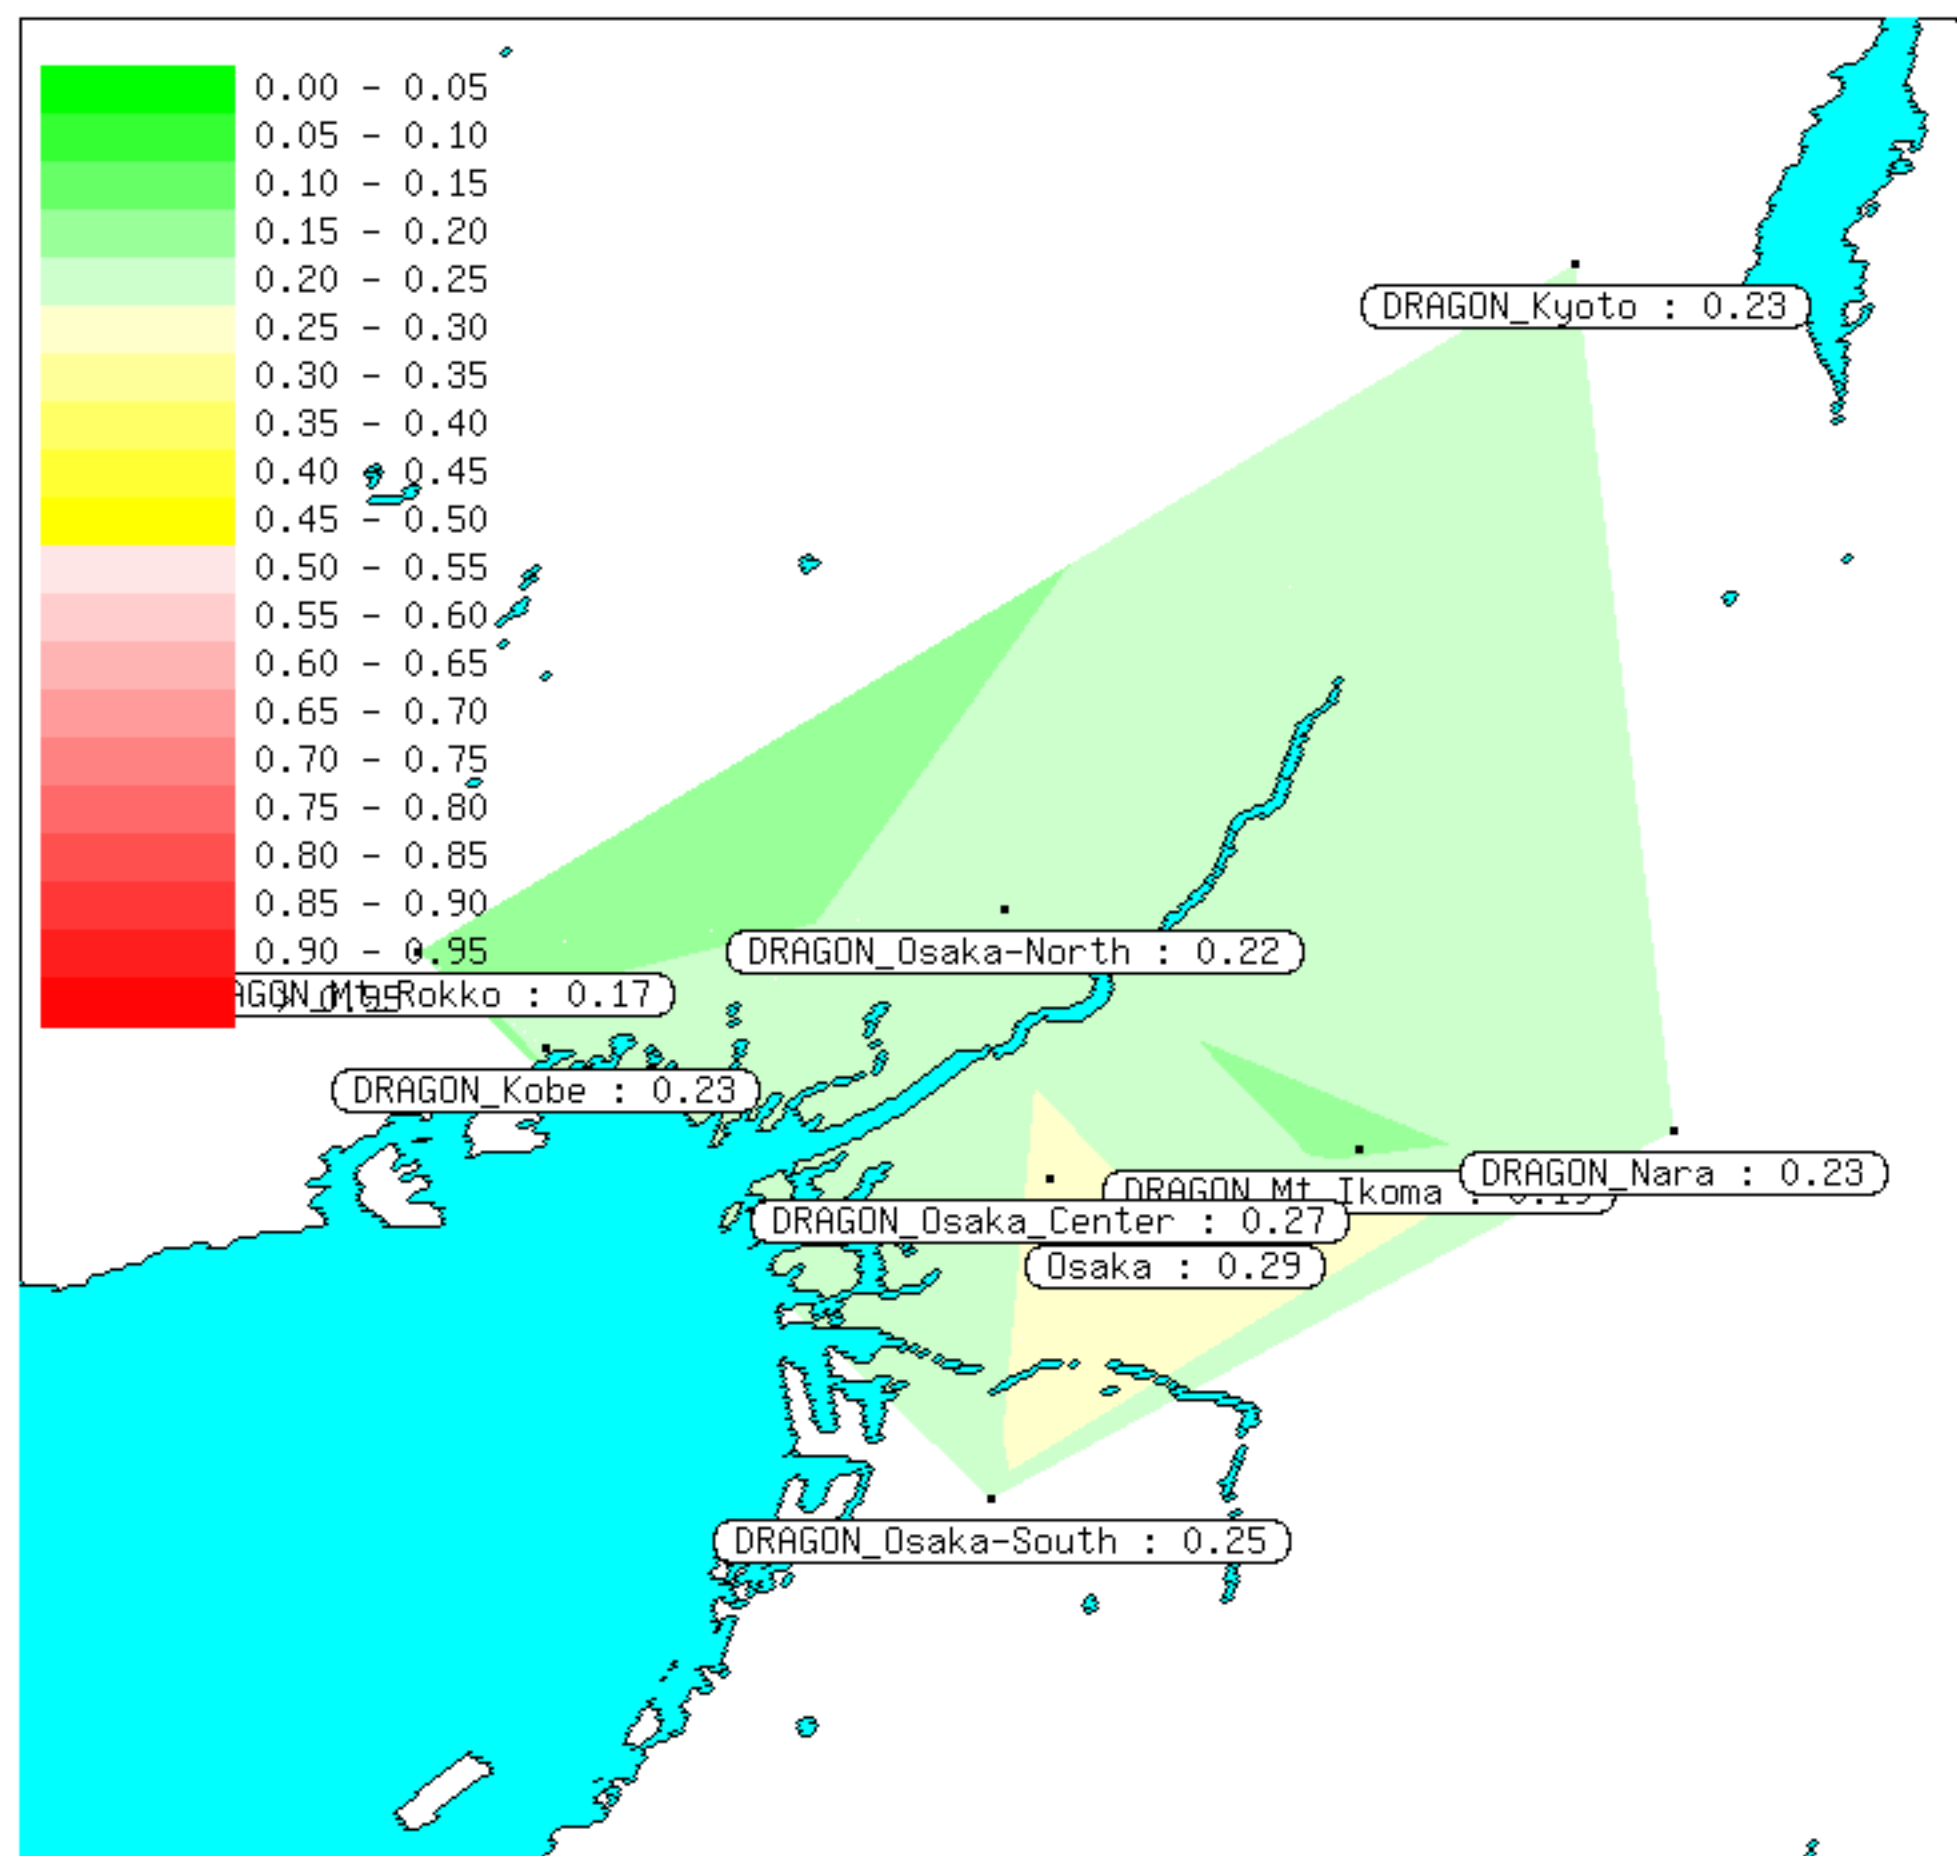 0.00 - 0.05
0.05 - 0.10
0.10 - 0.15
0.15 - 0.20
0.20 - 0.25
0.25 - 0.30
DRAGON_Kyoto : 0.23
0.30 - 0.35
0.35 - 0.40
0.40 - 0.45
0.45 - 0.50
0.50 - 0.55
0.55 - 0.60
0.60 - 0.65
0.65 - 0.70
0.70 - 0.75
0.75 - 0.80
0.80 - 0.85
0.85 - 0.90
0.90 - 0.95
DRAGON_Osaka-North : 0.22
Rokko : 0.17
DRAGON_Kobe : 0.23
DRAGON_Nara : 0.23
DRAGON_Mt_Ikoma :
DRAGON_Osaka_Center : 0.27
Osaka : 0.29
DRAGON_Osaka-South : 0.25